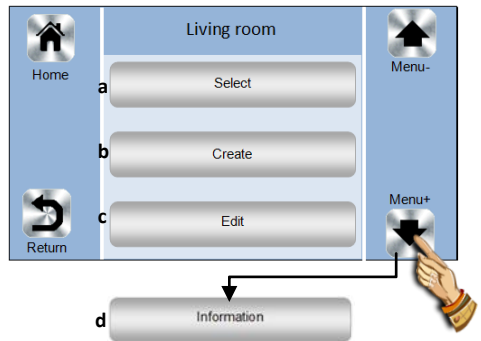 Living room
Home
Menu-
a Select
b Create
c Edit
Menu+
Return
d Information